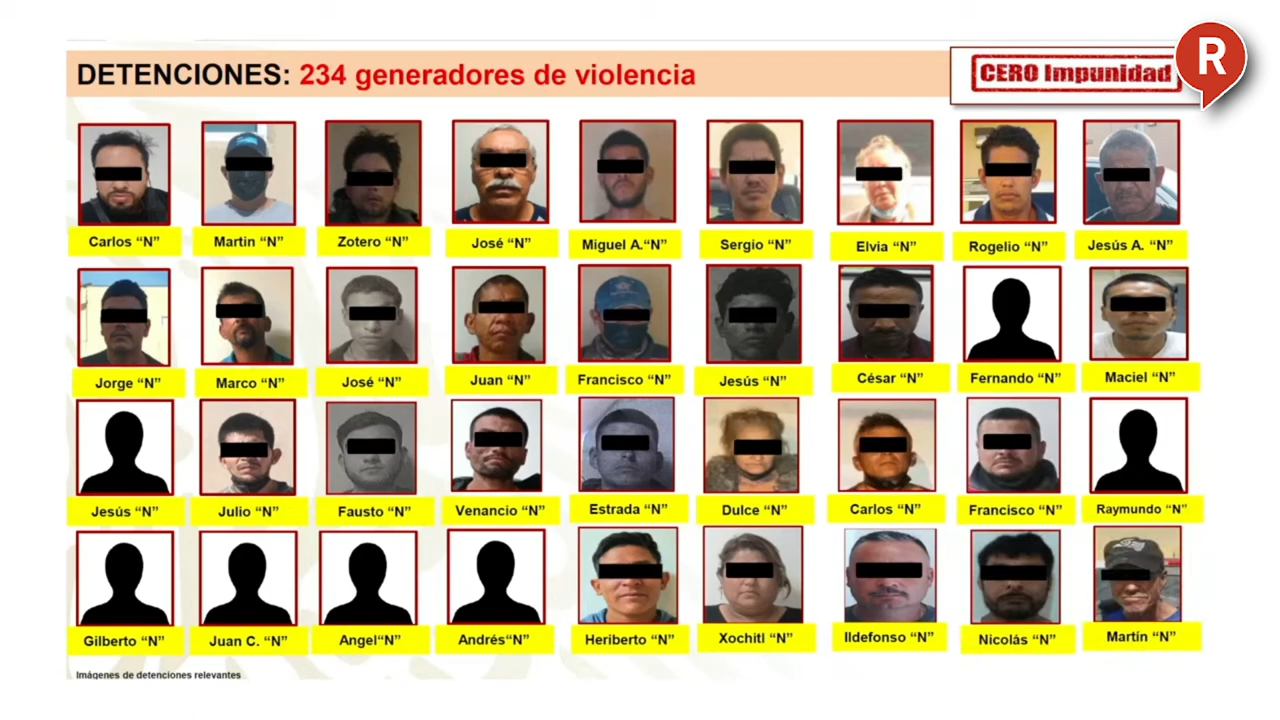 DETENCIONES: 234 generadores de violencia
CERO Impunidad
R
Carlos “N”
Martin “N”
Zotero “N”
José “N”
Miguel A.“N”
Sergio “N”
Elvia “N”
Rogelio “N”
Jesús A. “N”
Jorge “N”
Marco “N”
José “N”
Juan “N”
Francisco “N”
Jesús “N”
César “N”
Fernando “N”
Maciel “N”
Jesús “N”
Julio “N”
Fausto “N”
Venancio “N”
Estrada “N”
Dulce “N”
Carlos “N”
Francisco “N”
Raymundo “N”
Gilberto “N”
Juan C. “N”
Angel“N”
Andrés“N”
Heriberto “N”
Xochitl “N”
Ildefonso “N”
Nicolás “N”
Martín “N”
Imágenes de detenciones relevantes